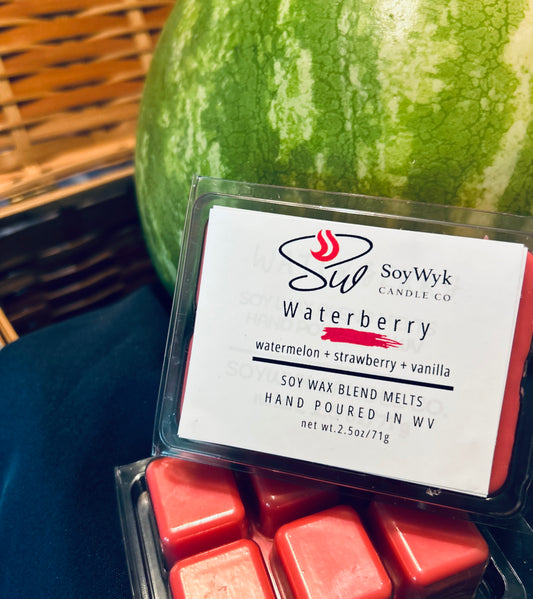 Sw
SoyWyk
CANDLE CO
Waterberry
watermelon + strawberry + vanilla
SOY WAX BLEND MELTS
HAND POURED IN WV
net wt.2.5oz/71g